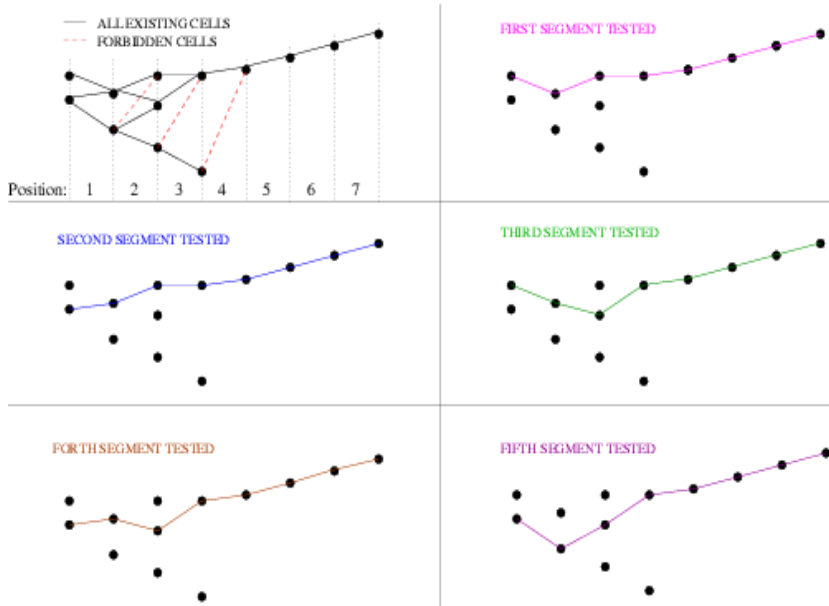 ALL EXISTING CELLS
FORBIDDEN CELLS
Position: 1 2 3 4 5 6 7
FIRST SEGMENT TESTED
SECOND SEGMENT TESTED
THIRD SEGMENT TESTED
FORTH SEGMENT TESTED
FIFTH SEGMENT TESTED